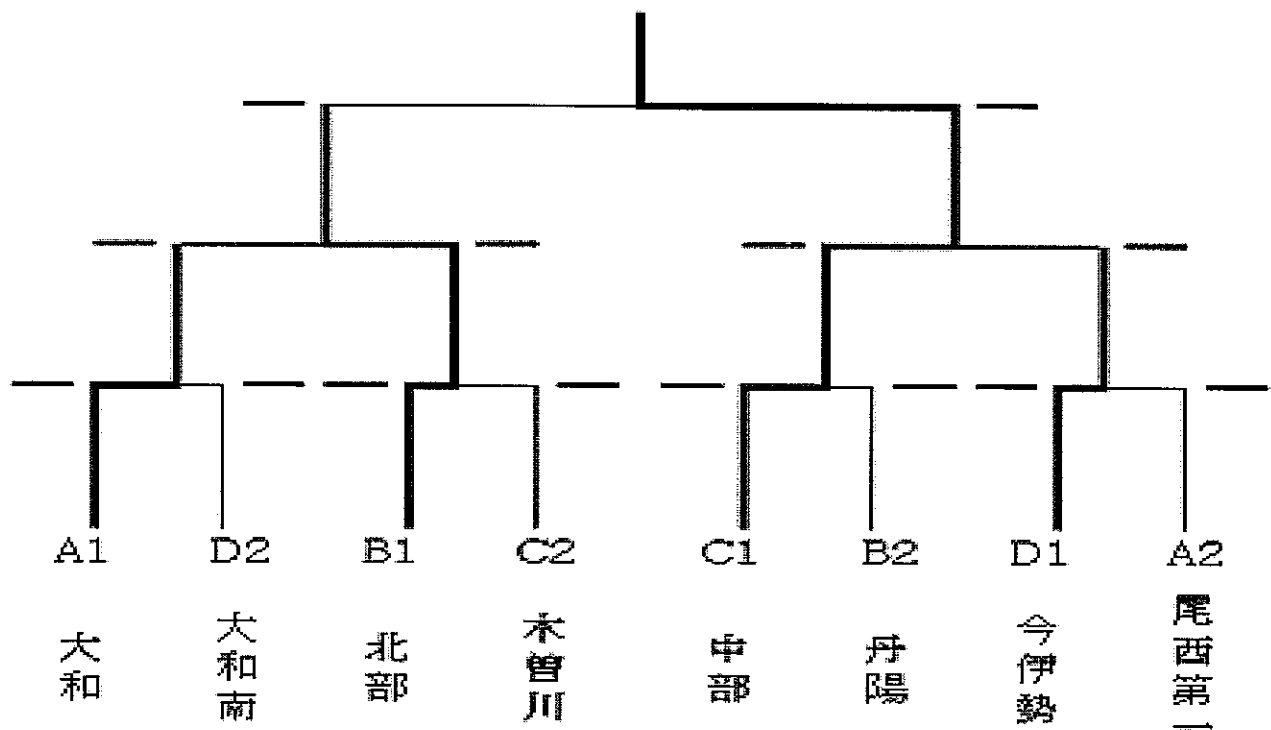 A1 D2 B1 C2 C1 B2 D1 A2
大和
大和南
北部
木曽川
中部
丹陽
今伊勢
尾西第一